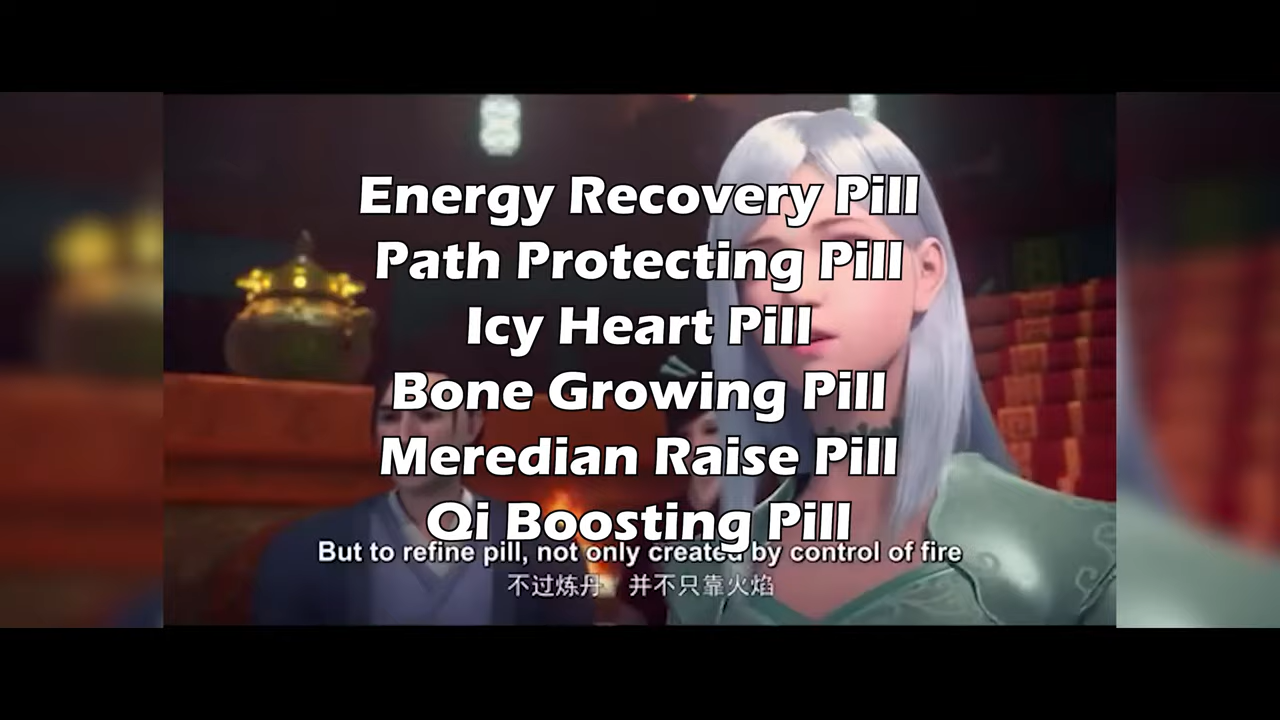 Energy Recovery Pill
Path Protecting Pill
Icy Heart Pill
Bone Growing Pill
Meredian Raise Pill
Qi Boosting Pill
But to refine pill, not only created by control of fire
不过炼丹 并不只靠火焰